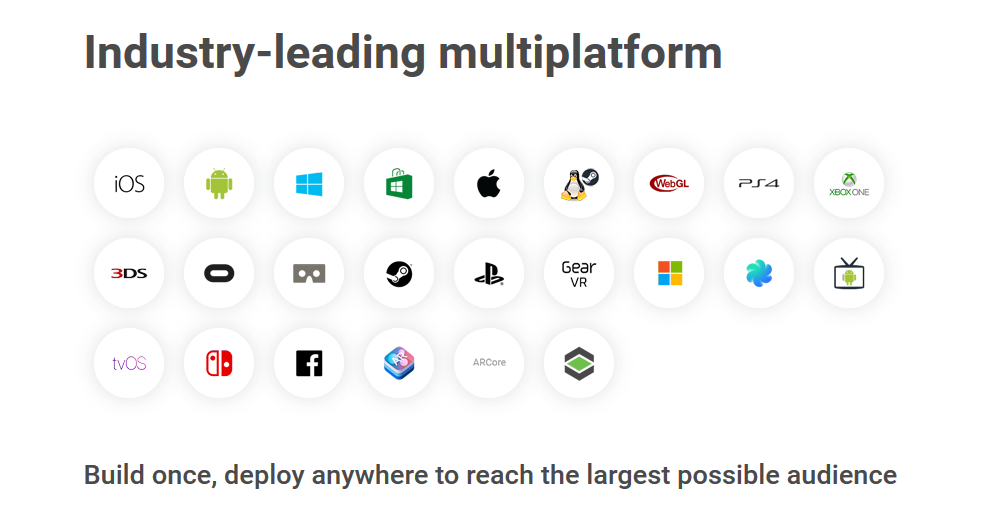 Industry-leading multiplatform
iOS
WebGL
PS4
XBOX ONE
3DS
Gear
VR
tvOS
ARCore
Build once, deploy anywhere to reach the largest possible audience